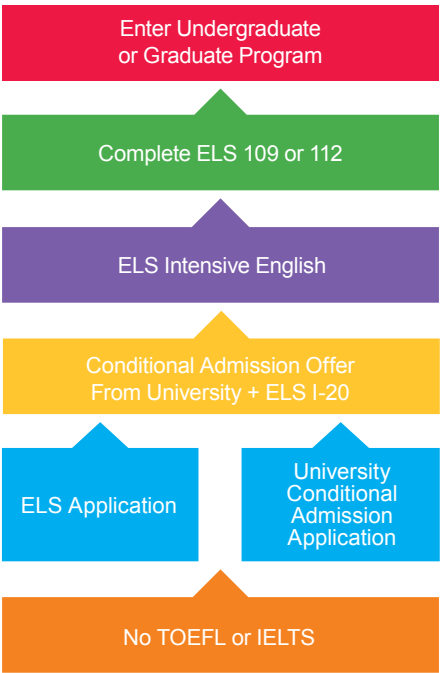 Enter Undergraduate
or Graduate Program
Complete ELS 109 or 112
ELS Intensive English
Conditional Admission Offer
From University + ELS I-20
ELS Application
University
Conditional
Admission
Application
No TOEFL or IELTS